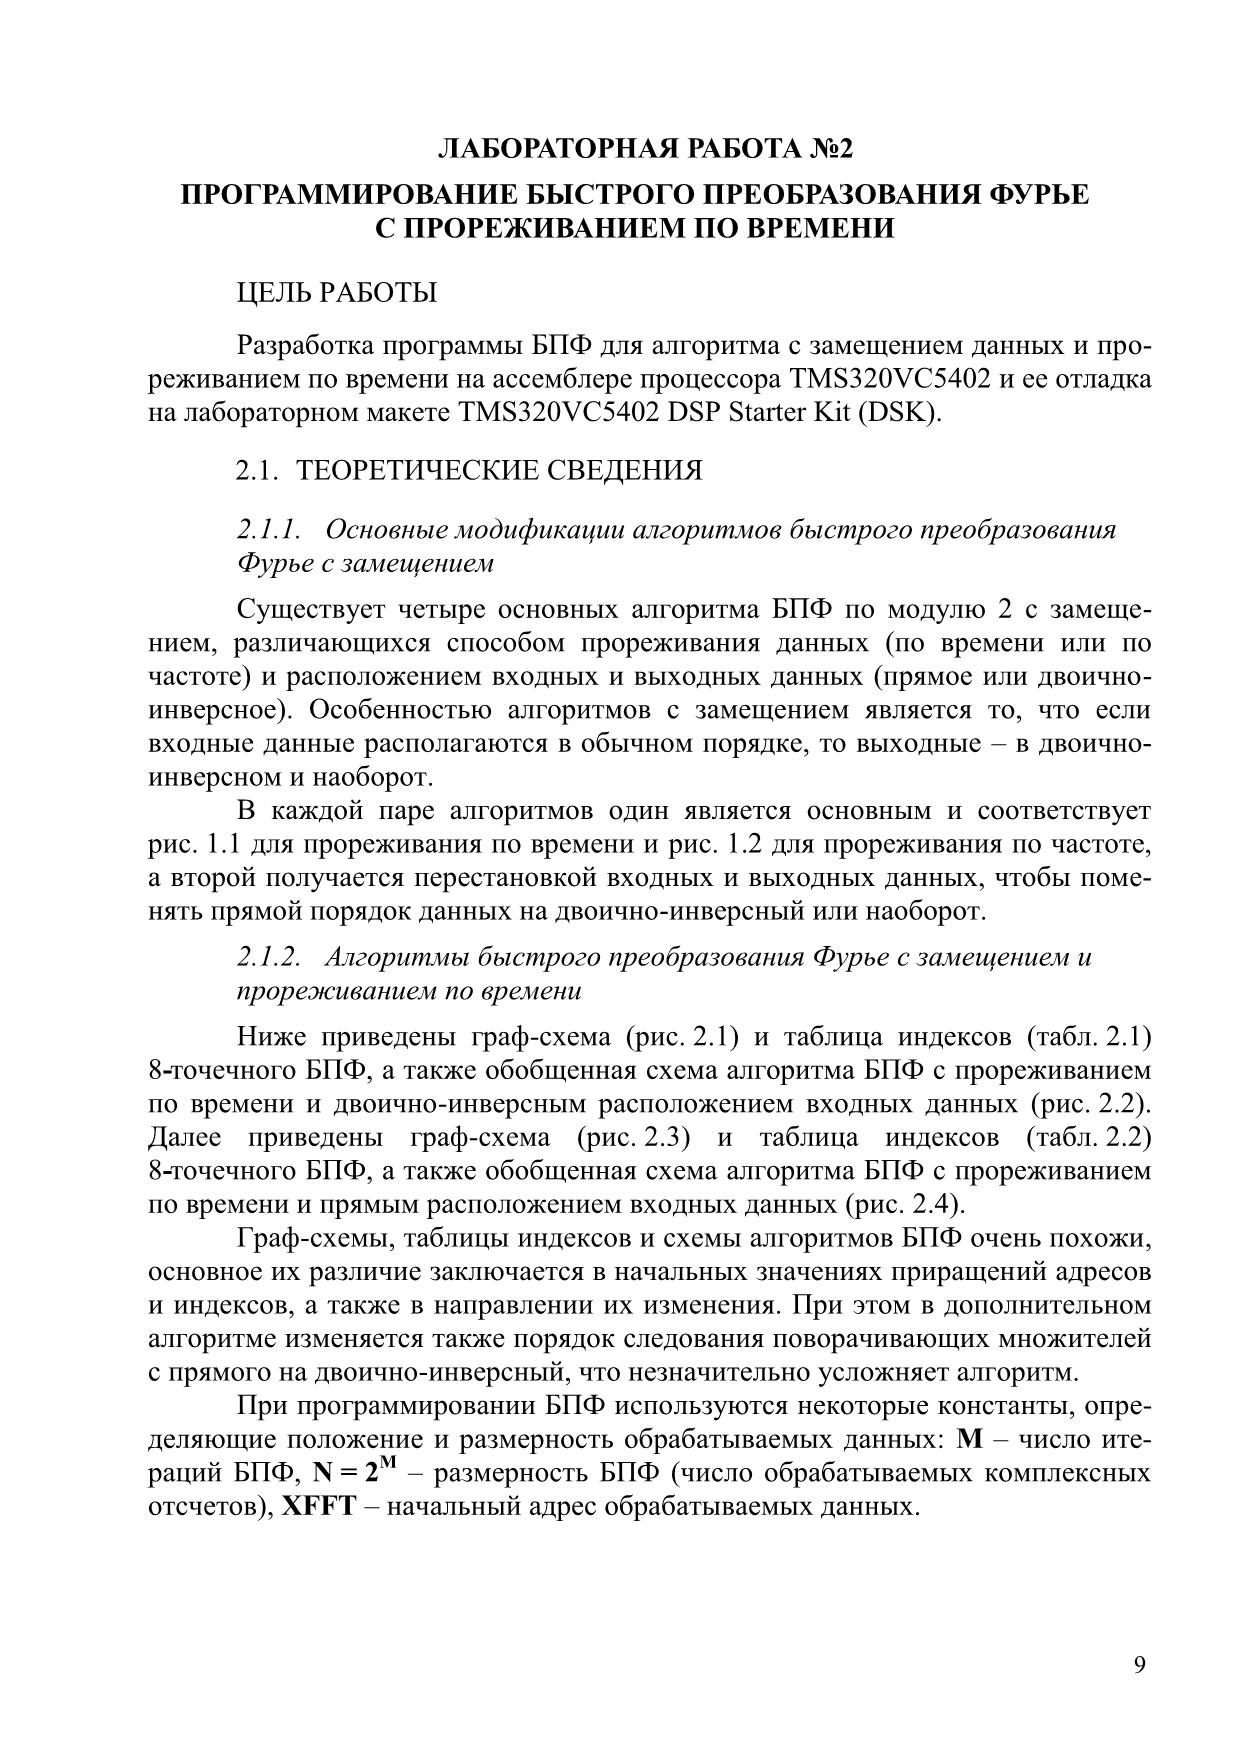 ЛАБОРАТОРНАЯ РАБОТА №2
ПРОГРАММИРОВАНИЕ БЫСТРОГО ПРЕОБРАЗОВАНИЯ ФУРЬЕ
С ПРОРЕЖИВАНИЕМ ПО ВРЕМЕНИ
ЦЕЛЬ РАБОТЫ
Разработка программы БПФ для алгоритма с замещением данных и про-
реживанием по времени на ассемблере процессора TMS320VC5402 и ее отладка
на лабораторном макете TMS320VC5402 DSP Starter Kit (DSK).
2.1. ТЕОРЕТИЧЕСКИЕ СВЕДЕНИЯ
2.1.1. Основные модификации алгоритмов быстрого преобразования
Фурье с замещением
Существует четыре основных алгоритма БПФ по модулю 2 с замеще-
нием, различающихся способом прореживания данных (по времени или по
частоте) и расположением входных и выходных данных (прямое или двоично-
инверсное). Особенностью алгоритмов с замещением является то, что если
входные данные располагаются в обычном порядке, то выходные – в двоично-
инверсном и наоборот.
В каждой паре алгоритмов один является основным и соответствует
рис. 1.1 для прореживания по времени и рис. 1.2 для прореживания по частоте,
а второй получается перестановкой входных и выходных данных, чтобы поме-
нять прямой порядок данных на двоично-инверсный или наоборот.
2.1.2. Алгоритмы быстрого преобразования Фурье с замещением и
прореживанием по времени
Ниже приведены граф-схема (рис. 2.1) и таблица индексов (табл. 2.1)
8-точечного БПФ, а также обобщенная схема алгоритма БПФ с прореживанием
по времени и двоично-инверсным расположением входных данных (рис. 2.2).
Далее приведены граф-схема (рис. 2.3) и таблица индексов (табл. 2.2)
8-точечного БПФ, а также обобщенная схема алгоритма БПФ с прореживанием
по времени и прямым расположением входных данных (рис. 2.4).
Граф-схемы, таблицы индексов и схемы алгоритмов БПФ очень похожи,
основное их различие заключается в начальных значениях приращений адресов
и индексов, а также в направлении их изменения. При этом в дополнительном
алгоритме изменяется также порядок следования поворачивающих множителей
с прямого на двоично-инверсный, что незначительно усложняет алгоритм.
При программировании БПФ используются некоторые константы, опре-
деляющие положение и размерность обрабатываемых данных: M – число ите-
раций БПФ, N = 2^M – размерность БПФ (число обрабатываемых комплексных
отсчетов), XFFT – начальный адрес обрабатываемых данных.
9